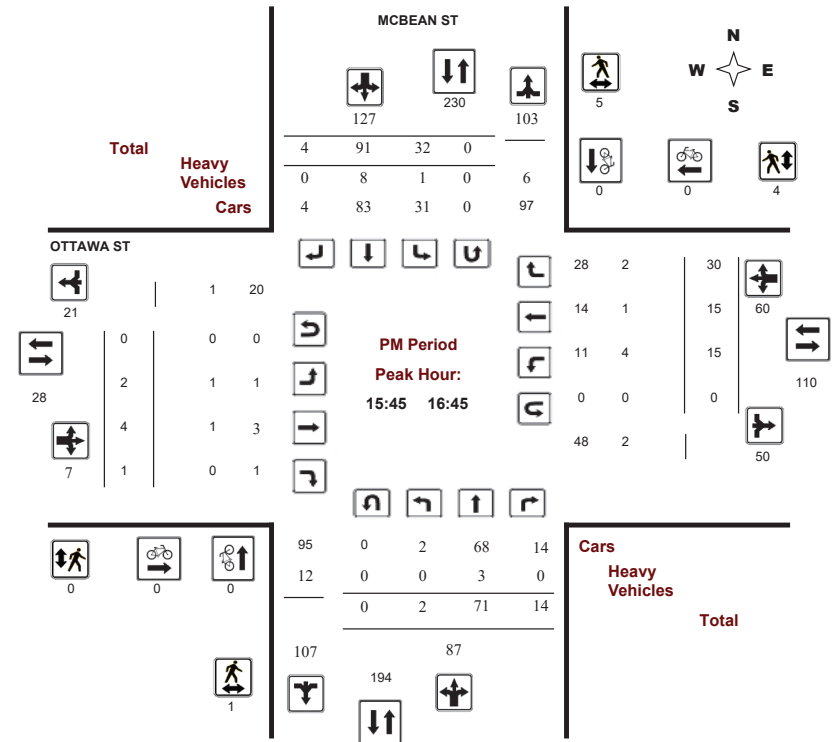 MCBEAN ST
N
W E
S
230
127 103
5
Total 4 91 32 0
Heavy
Vehicles 0 8 1 0 6
Cars 4 83 31 0 97
0 0 4
OTTAWA ST
21 1 20
28 2 30
60
14 1 15
0 0 0
PM Period
28
2 1 1
Peak Hour:
11 4 15
110
15:45 16:45
0 0 0
4 1 3
7 1 0 1
48 2
50
95 0 2 68 14 Cars
12 0 0 3 0 Heavy
Vehicles
0 2 71 14 Total
0 0 0
107 87
194
1